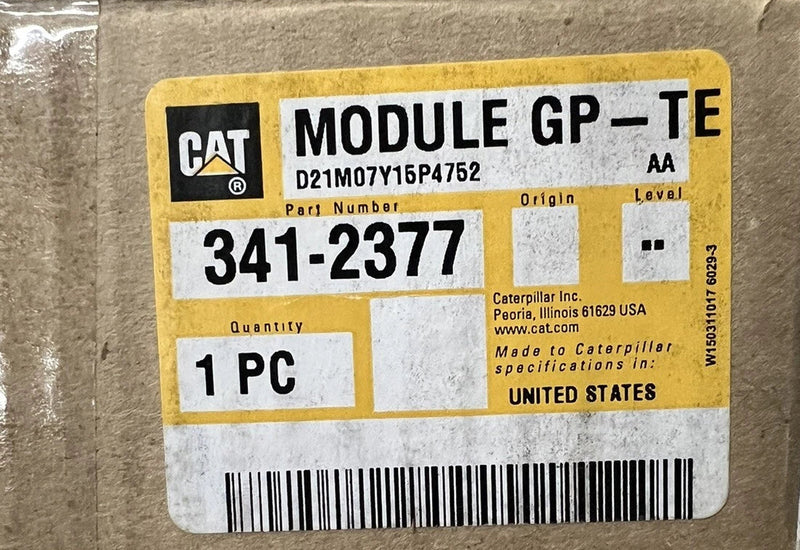 CAT
®
MODULE GP-TE
D21M07Y15P4752 AA
Part Number Origin Level
341-2377 --
Caterpillar Inc.
Peoria, Illinois 61629 USA
www.cat.com
Quantity
1 PC
Made to Caterpillar
specifications in:
UNITED STATES
W150311017 6029-3